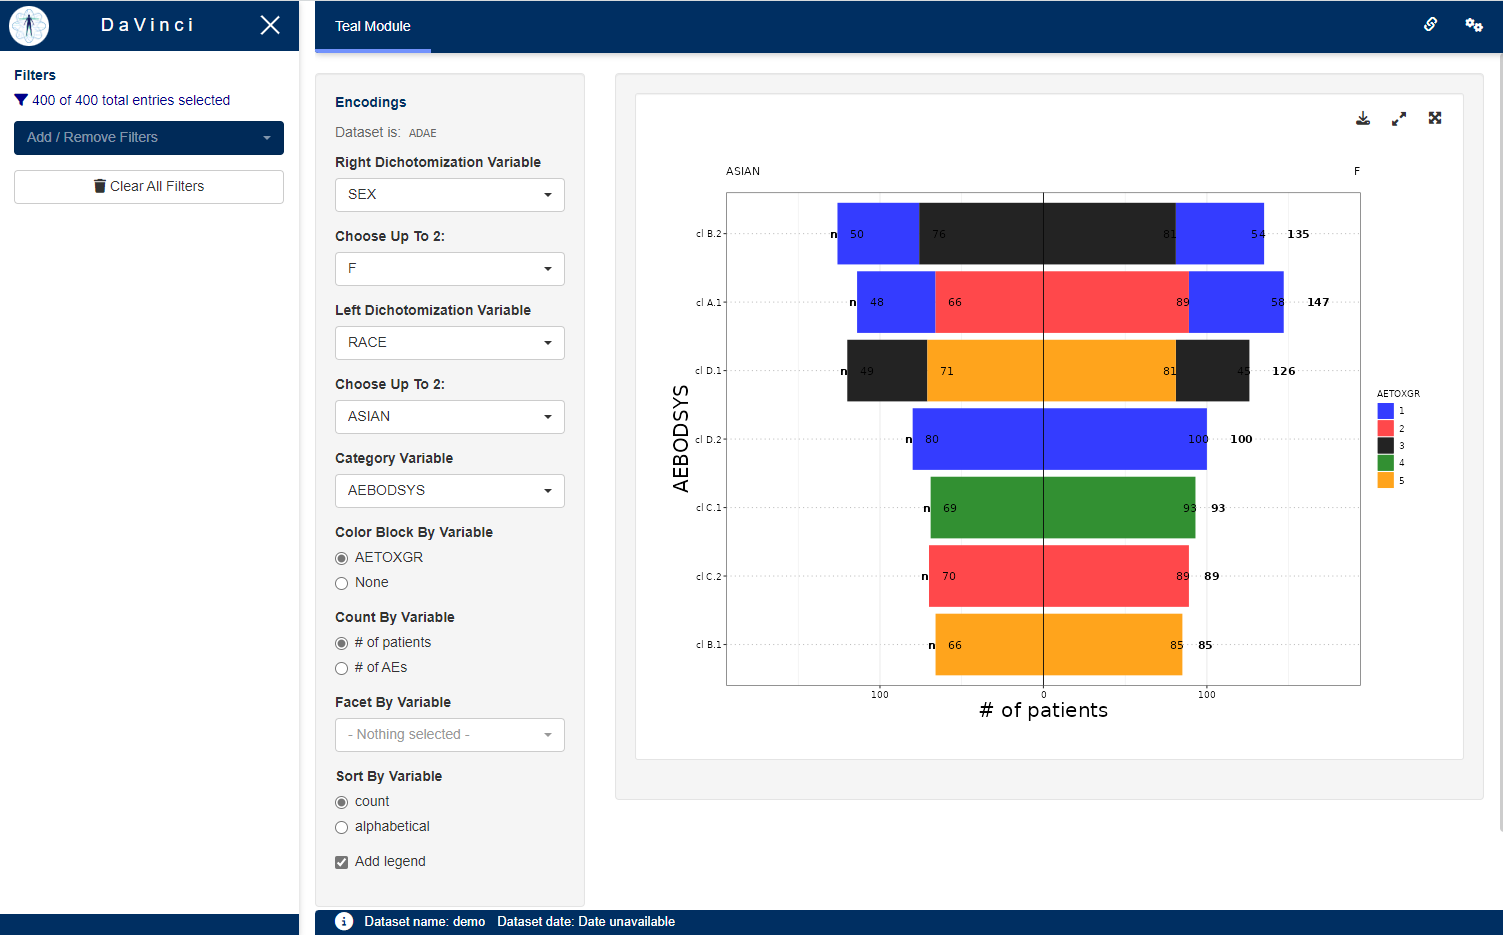 DaVinci
Filters
400 of 400 total entries selected
Add / Remove Filters
Clear All Filters
Teal Module
Encodings
Dataset is: ADAE
Right Dichotomization Variable
SEX
Choose Up To 2:
F
Left Dichotomization Variable
RACE
Choose Up To 2:
ASIAN
Category Variable
AEBODSYS
Color Block By Variable
AETOXGR
None
Count By Variable
# of patients
# of AEs
Facet By Variable
- Nothing selected -
Sort By Variable
count
alphabetical
Add legend
ASIAN F
cl B.2 n 50 76 81 54 135
cl A.1 n 48 66 89 58 147
cl D.1 n 49 71 81 45 126
cl D.2 n 80 100 100
cl C.1 n 69 93 93
cl C.2 n 70 89 89
cl B.1 n 66 85 85
AEBODSYS
100 0 100
# of patients
AETOXGR
1
2
3
4
5
Dataset name: demo Dataset date: Date unavailable